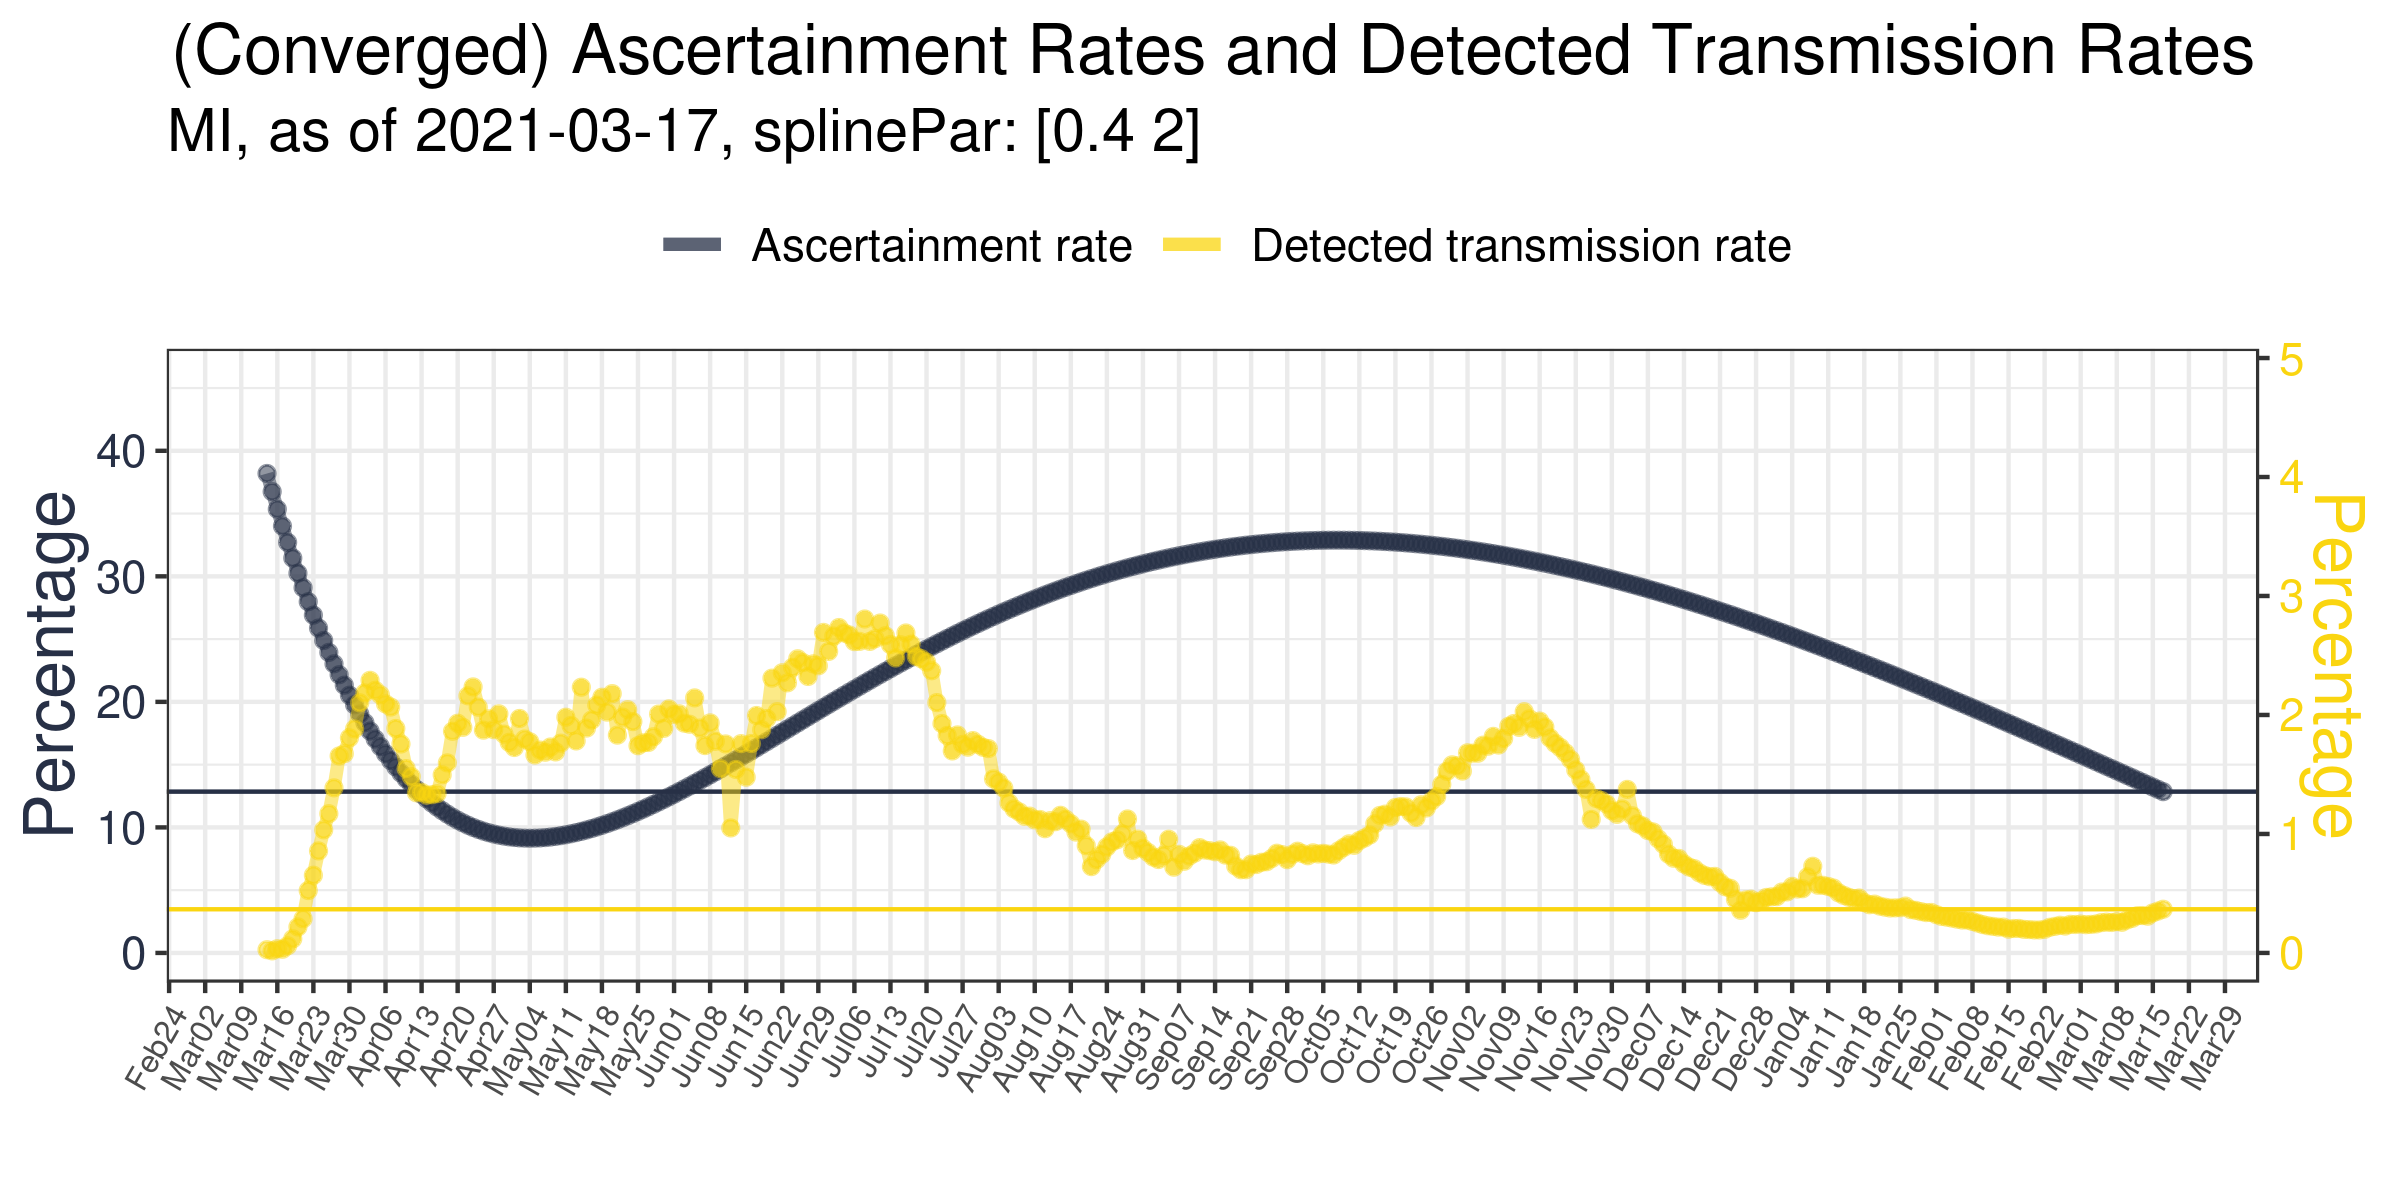 (Converged) Ascertainment Rates and Detected Transmission Rates
MI, as of 2021-03-17, splinePar: [0.4 2]
Ascertainment rate Detected transmission rate
Percentage
40
30
20
10
0
5
4
3
2
1
0
Percentage
Feb24 Mar02 Mar09 Mar16 Mar23 Mar30 Apr06 Apr13 Apr20 Apr27 May04 May11 May18 May25 Jun01 Jun08 Jun15 Jun22 Jun29 Jul06 Jul13 Jul20 Jul27 Aug03 Aug10 Aug17 Aug24 Aug31 Sep07 Sep14 Sep21 Sep28 Oct05 Oct12 Oct19 Oct26 Nov02 Nov09 Nov16 Nov23 Nov30 Dec07 Dec14 Dec21 Dec28 Jan04 Jan11 Jan18 Jan25 Feb01 Feb08 Feb15 Feb22 Mar01 Mar08 Mar15 Mar22 Mar29